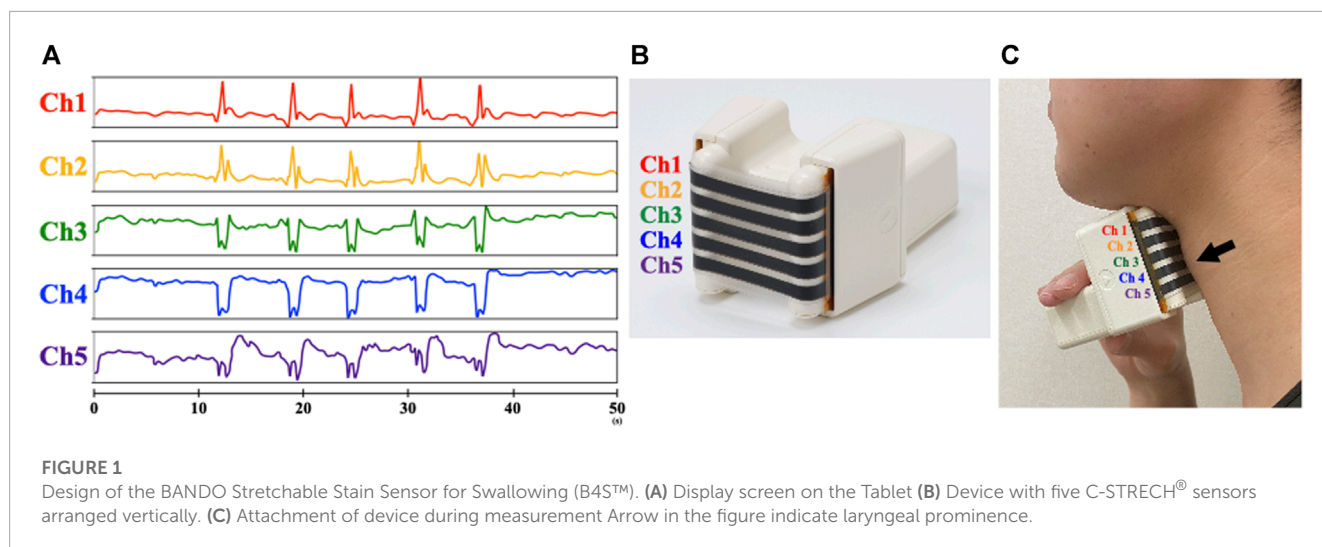 A
B
C
Ch1
Ch2
Ch3
Ch4
Ch5
0 10 20 30 40 50
(s)
Ch1
Ch2
Ch3
Ch4
Ch5
Ch 1
Ch 2
Ch 3
Ch 4
Ch 5
FIGURE 1
Design of the BANDO Stretchable Stain Sensor for Swallowing (B4S™). (A) Display screen on the Tablet (B) Device with five C-STRECH® sensors
arranged vertically. (C) Attachment of device during measurement Arrow in the figure indicate laryngeal prominence.